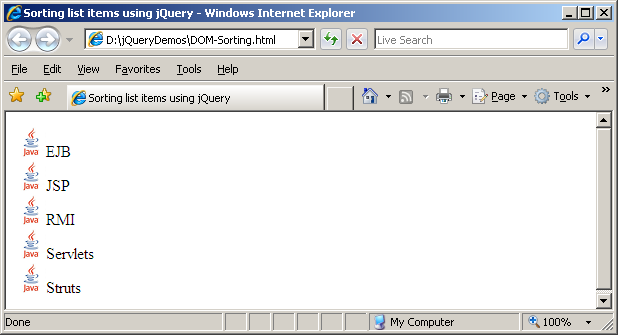 Sorting list items using jQuery - Windows Internet Explorer
D:\jQueryDemos\DOM-Sorting.html
Live Search
File Edit View Favorites Tools Help
Sorting list items using jQuery
Page Tools »
Java EJB
Java JSP
Java RMI
Java Servlets
Java Struts
Done My Computer 100%